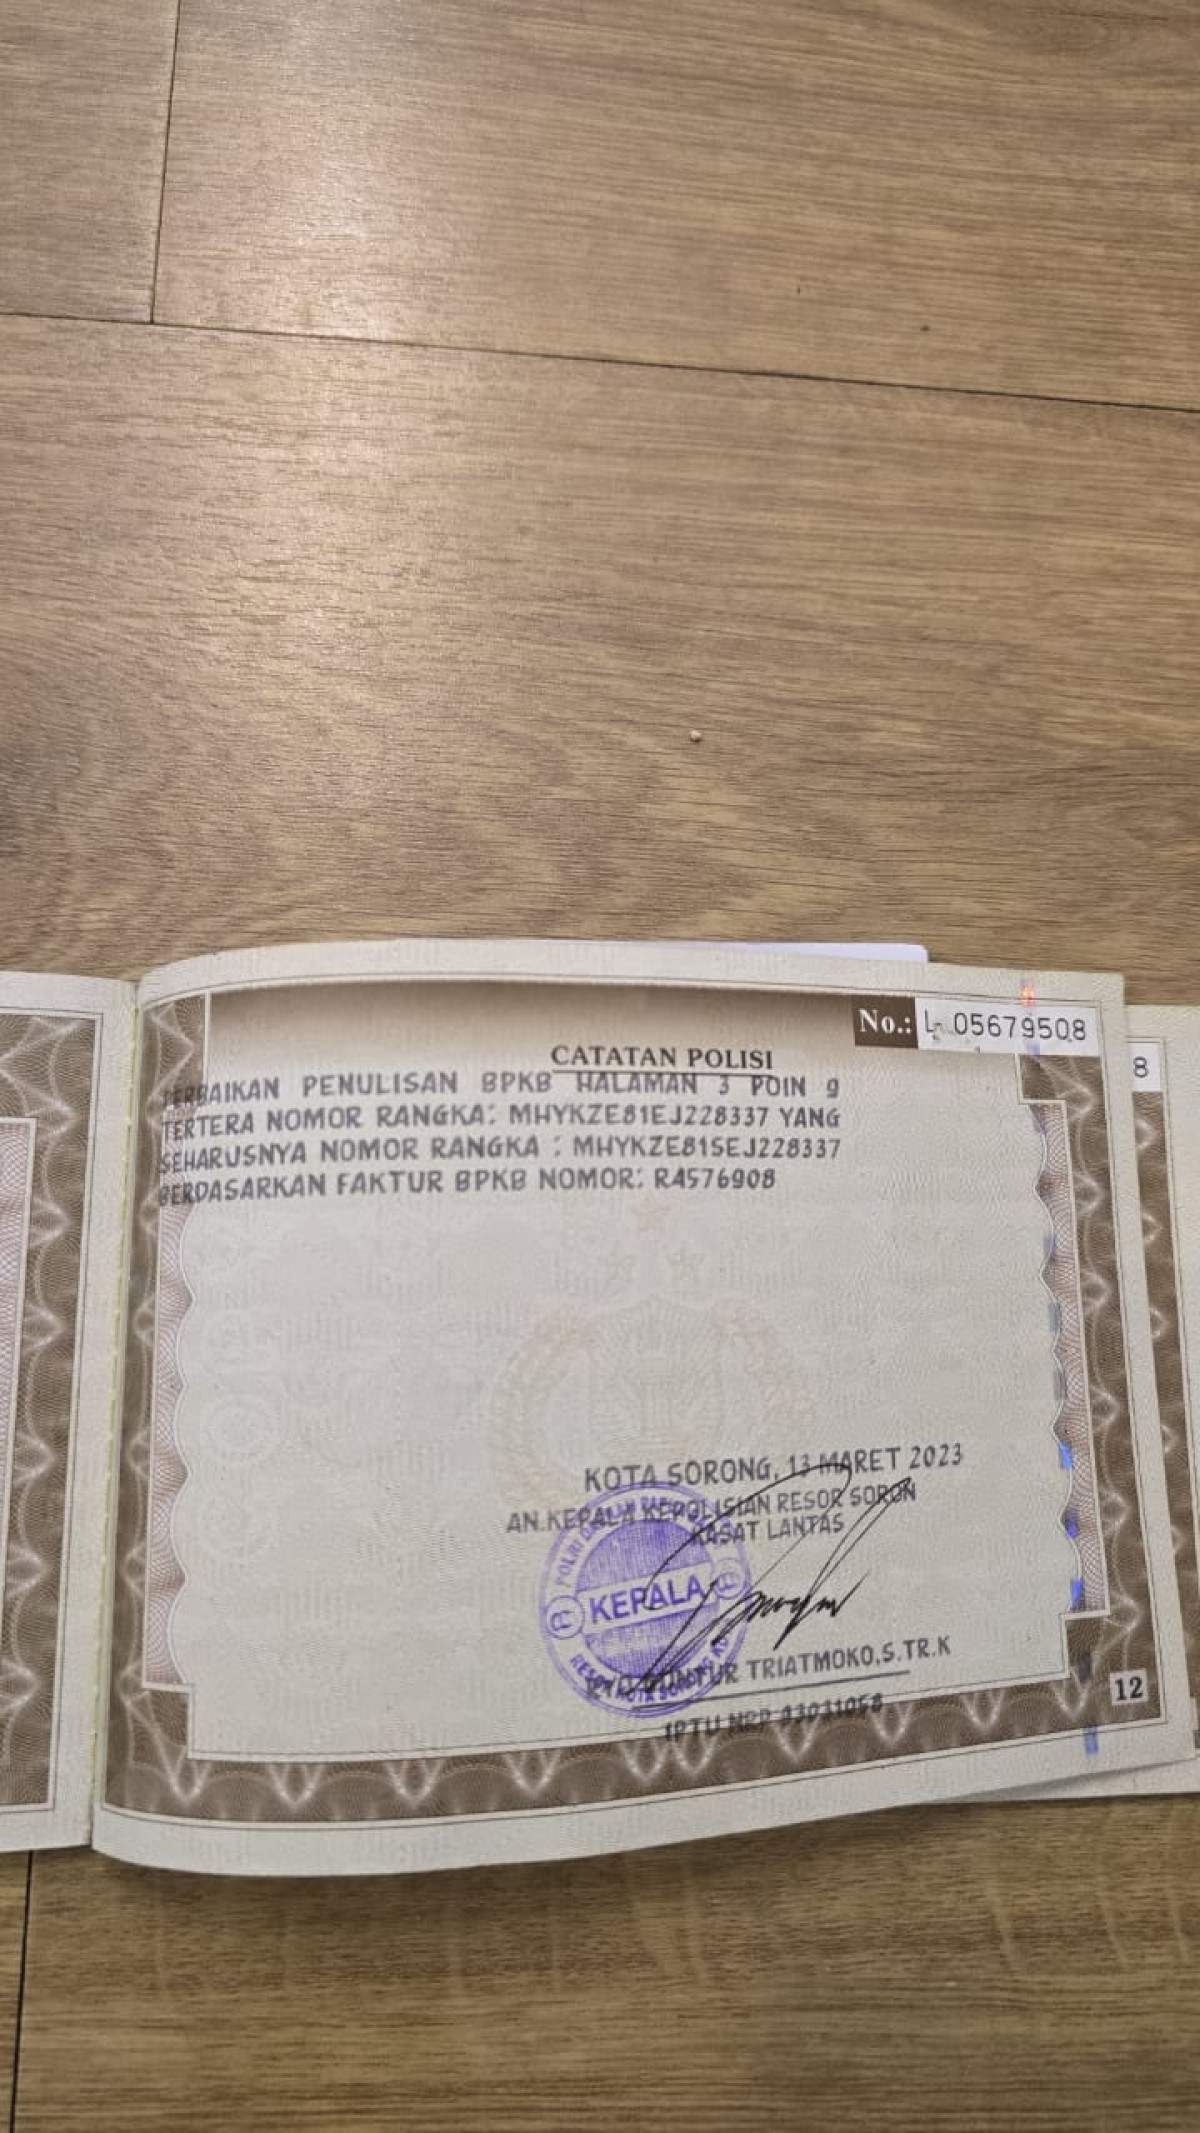 No.: L 05679508
8
CATATAN POLISI
PERBAIKAN PENULISAN BPKB HALAMAN 3 POIN 9
TERTERA NOMOR RANGKA: MHYKZE81EJ228337 YANG
SEHARUSNYA NOMOR RANGKA : MHYKZE81SEJ228337
BERDASARKAN FAKTUR BPKB NOMOR: R4576908
KOTA SORONG, 13 MARET 2023
AN.KEPALA KEPOLISIAN RESOR SORON
KASAT LANTAS
KEPALA
TRIATMOKO,S.TR.K
IPTU NRP
12